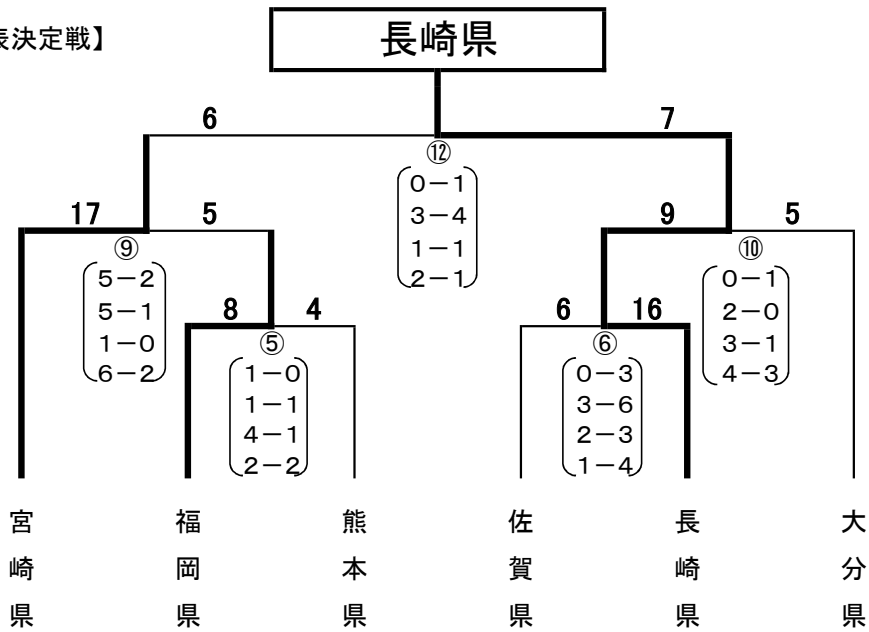 表決定戦】
長崎県
6 7
⑫
0－1
3－4
1－1
2－1
17 5 9 5
⑨ ⑩
5－2 0－1
5－1 2－0
1－0 3－1
6－2 4－3
8 4 6 16
⑤ ⑥
1－0 0－3
1－1 3－6
4－1 2－3
2－2 1－4
宮崎県
福岡県
熊本県
佐賀県
長崎県
大分県